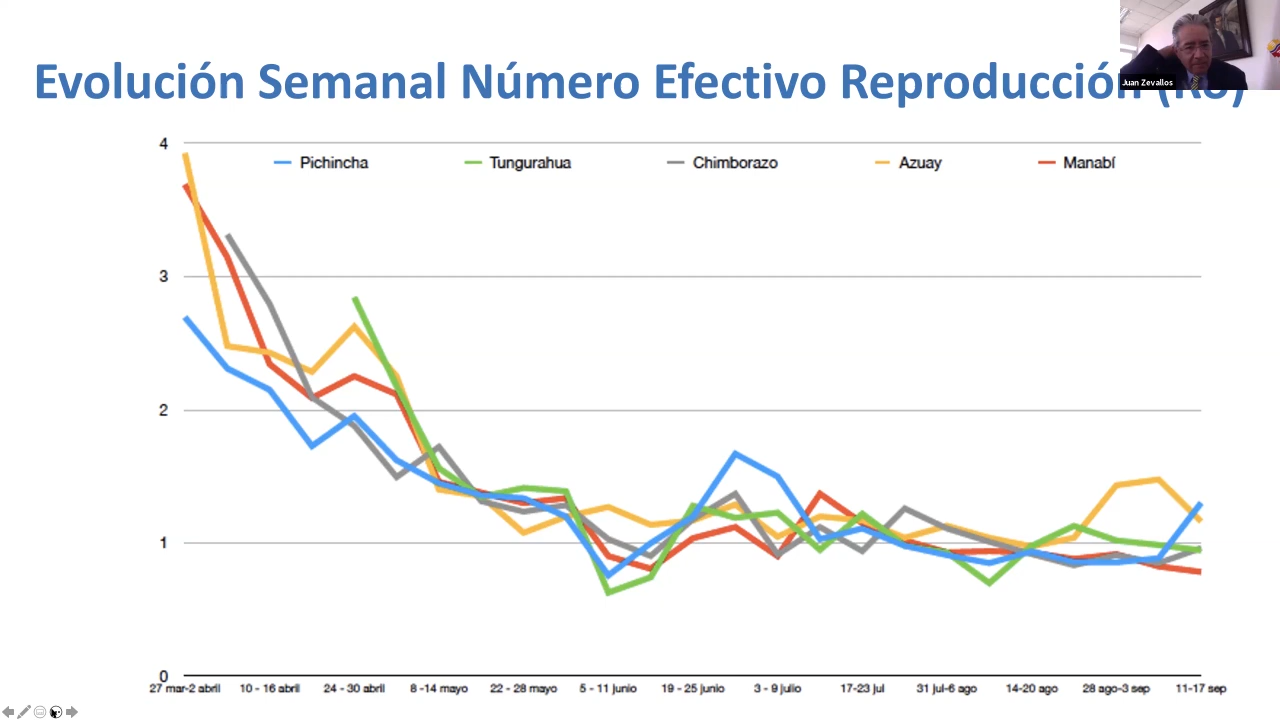 Evolución Semanal Número Efectivo Reproducción
Juan Zevallos
Pichincha Tungurahua Chimborazo Azuay Manabí
4
3
2
1
0
27 mar-2 abril 10 - 16 abril 24 - 30 abril 8 -14 mayo 22 - 28 mayo 5 - 11 junio 19 - 25 junio 3 - 9 julio 17-23 jul 31 jul-6 ago 14-20 ago 28 ago-3 sep 11-17 sep